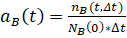 a_B(t) = n_B(t,Δt) / N_B(0)*Δt